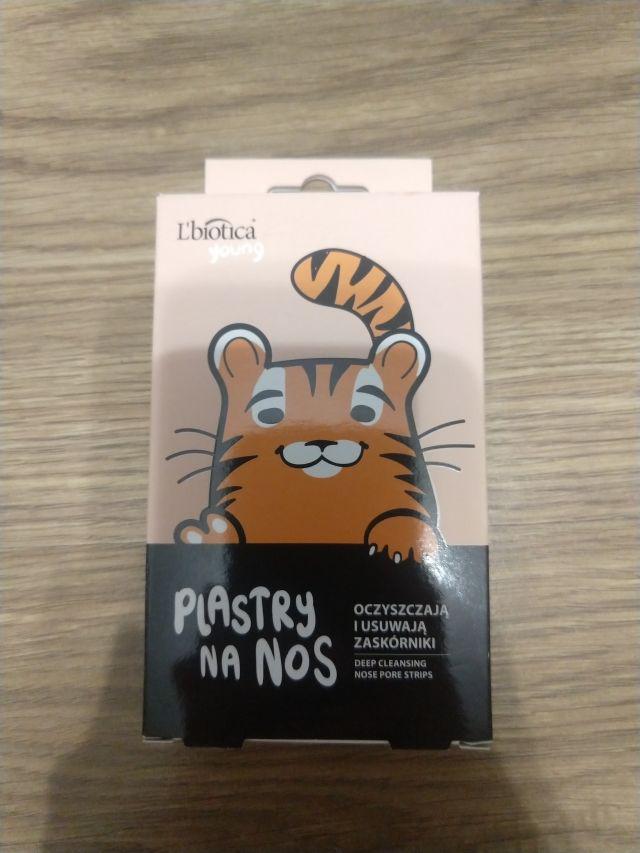 L'biotica®
young
PLASTRY
NA NOS
OCZYSZCZAJĄ
I USUWAJĄ
ZASKÓRNIKI
DEEP CLEANSING
NOSE PORE STRIPS